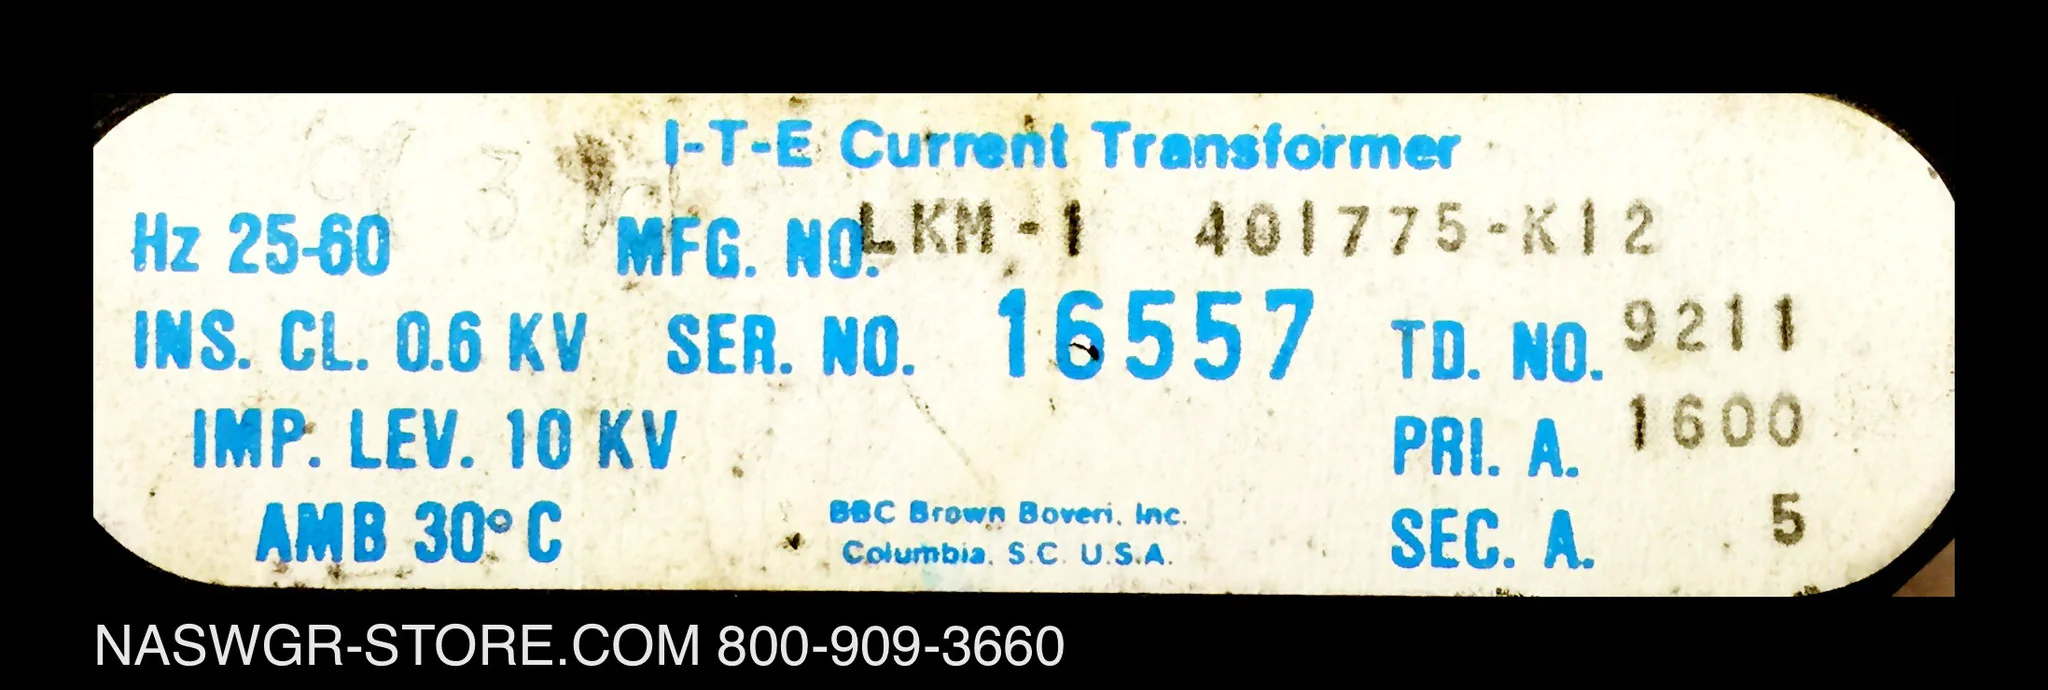 I-T-E Current Transformer
Hz 25-60 MFG. NO. LKM-1 401775-K12
INS. CL. 0.6 KV SER. NO. 16557 TD. NO. 9211
IMP. LEV. 10 KV PRI. A. 1600
AMB 30°C BBC Brown Boveri, Inc. SEC. A. 5
Columbia, S.C. U.S.A.
NASWGR-STORE.COM 800-909-3660